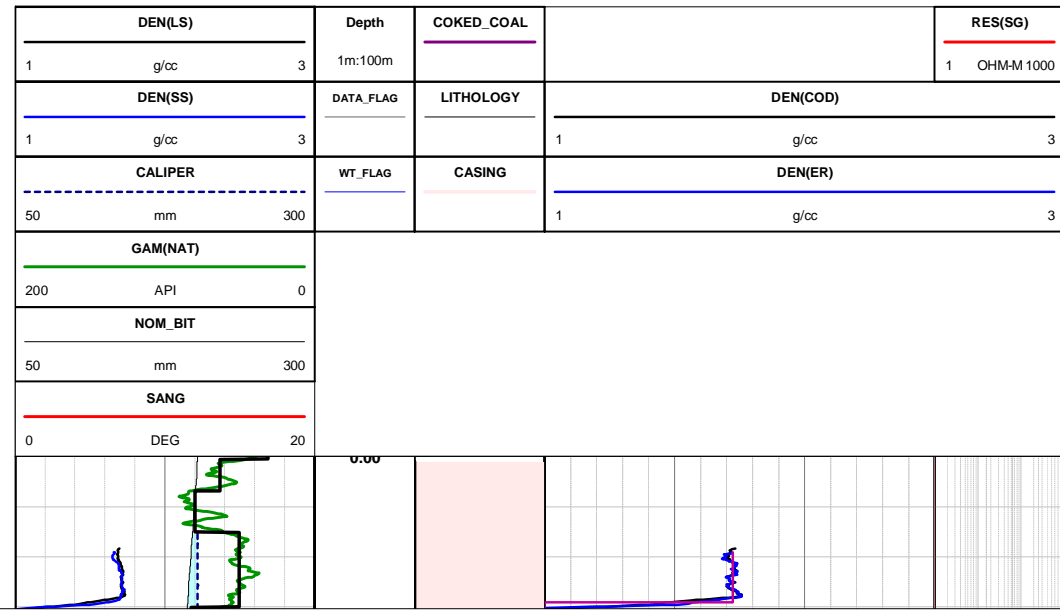 DEN(LS) Depth COKED_COAL RES(SG)
1 g/cc 3 1m:100m 1 OHM-M 1000
DEN(SS) DATA_FLAG LITHOLOGY DEN(COD)
1 g/cc 3 1 g/cc 3
CALIPER WT_FLAG CASING DEN(ER)
50 mm 300 1 g/cc 3
GAM(NAT)
200 API 0
NOM_BIT
50 mm 300
SANG
0 DEG 20
0.00